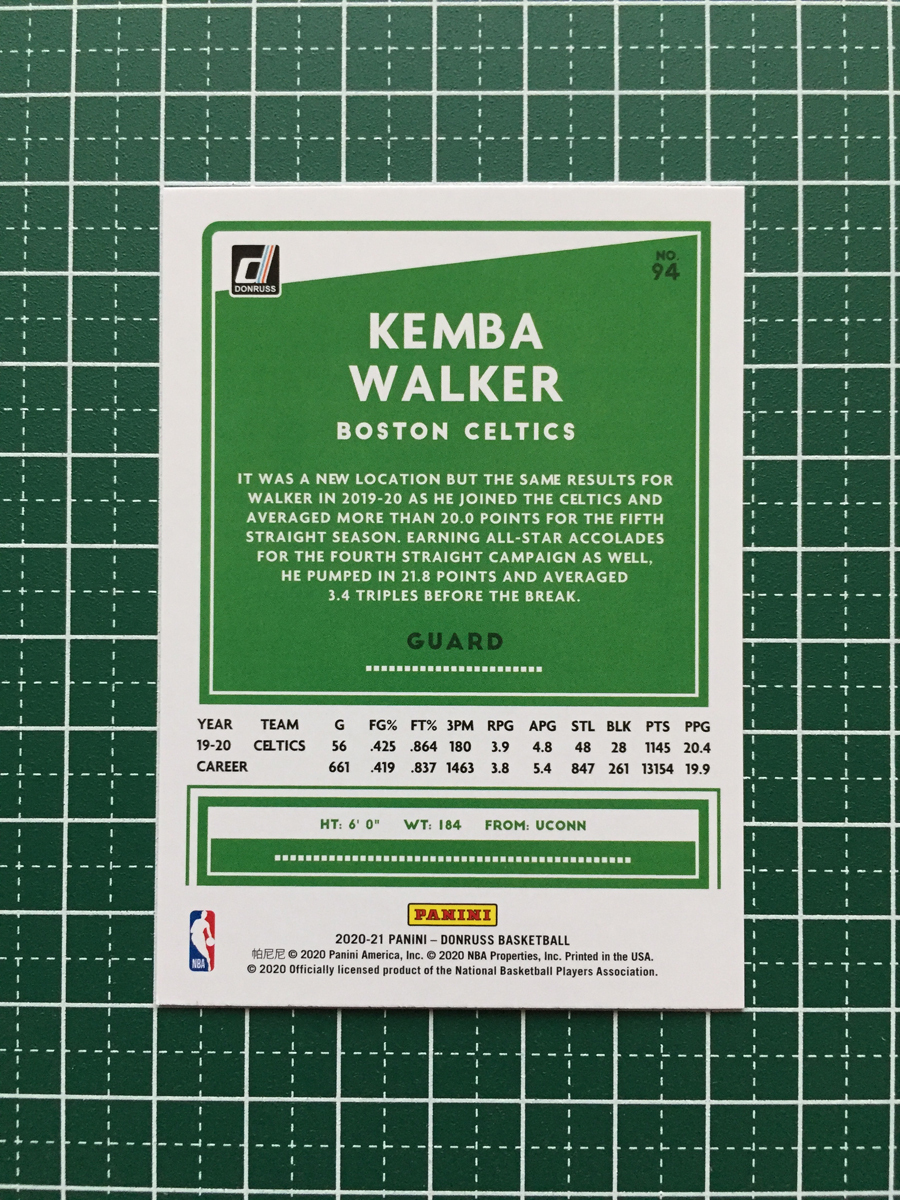 DONRUSS
NO.
94
KEMBA
WALKER
BOSTON CELTICS
IT WAS A NEW LOCATION BUT THE SAME RESULTS FOR
WALKER IN 2019-20 AS HE JOINED THE CELTICS AND
AVERAGED MORE THAN 20.0 POINTS FOR THE FIFTH
STRAIGHT SEASON. EARNING ALL-STAR ACCOLADES
FOR THE FOURTH STRAIGHT CAMPAIGN AS WELL,
HE PUMPED IN 21.8 POINTS AND AVERAGED
3.4 TRIPLES BEFORE THE BREAK.
GUARD
YEAR TEAM G FG% FT% 3PM RPG APG STL BLK PTS PPG
19-20 CELTICS 56 .425 .864 180 3.9 4.8 48 28 1145 20.4
CAREER 661 .419 .837 1463 3.8 5.4 847 261 13154 19.9
HT: 6' 0" WT: 184 FROM: UCONN
PANINI
NBA
2020-21 PANINI – DONRUSS BASKETBALL
帕尼尼 © 2020 Panini America, Inc. © 2020 NBA Properties, Inc. Printed in the USA.
© 2020 Officially licensed product of the National Basketball Players Association.